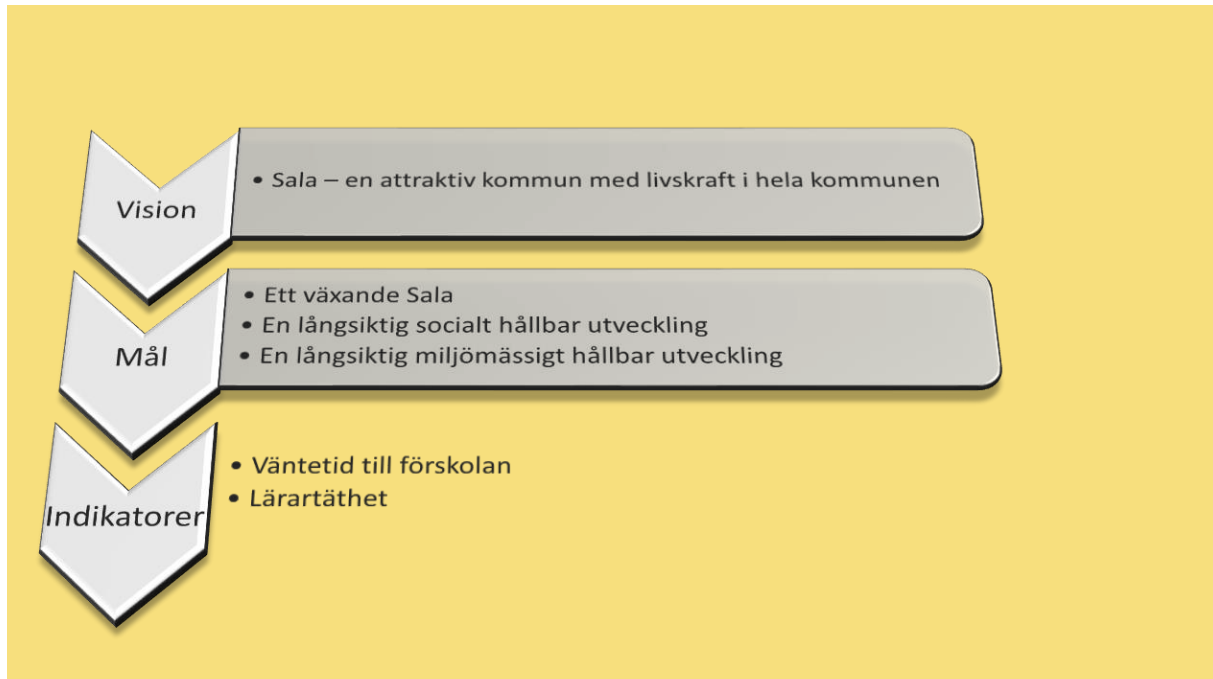 Vision
• Sala – en attraktiv kommun med livskraft i hela kommunen
Mål
• Ett växande Sala
• En långsiktig socialt hållbar utveckling
• En långsiktig miljömässigt hållbar utveckling
Indikatorer
• Väntetid till förskolan
• Lärartäthet